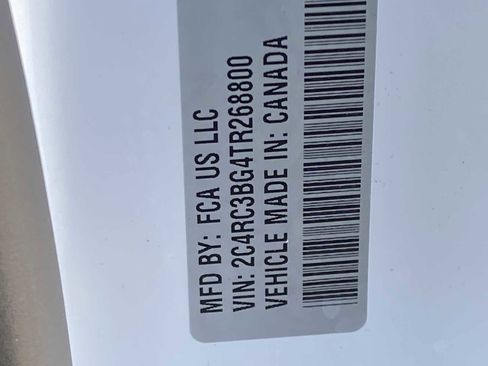 MFD BY: FCA US LLC
VIN: 2C4RC3BG4TR268800
VEHICLE MADE IN: CANADA